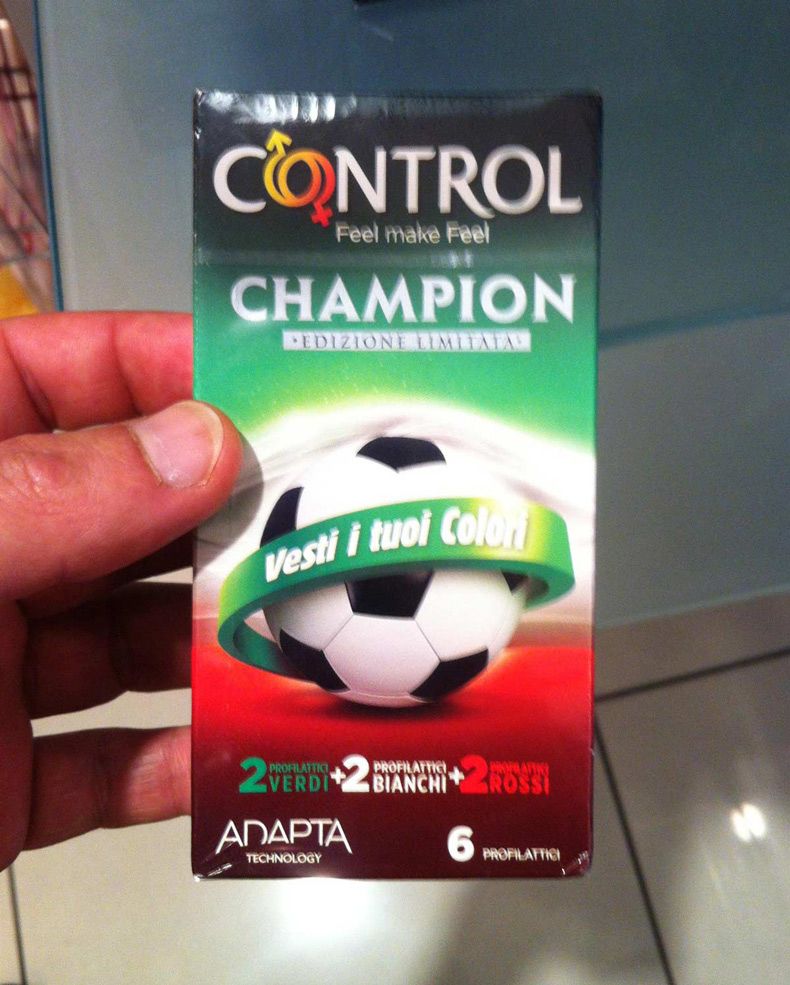 CONTROL
Feel make Feel
CHAMPION
•EDIZIONE LIMITATA•
Vesti i tuoi Colori
2 PROFILATTICI VERDI + 2 PROFILATTICI BIANCHI + 2 PROFILATTICI ROSSI
ADAPTA
TECHNOLOGY
6 PROFILATTICI